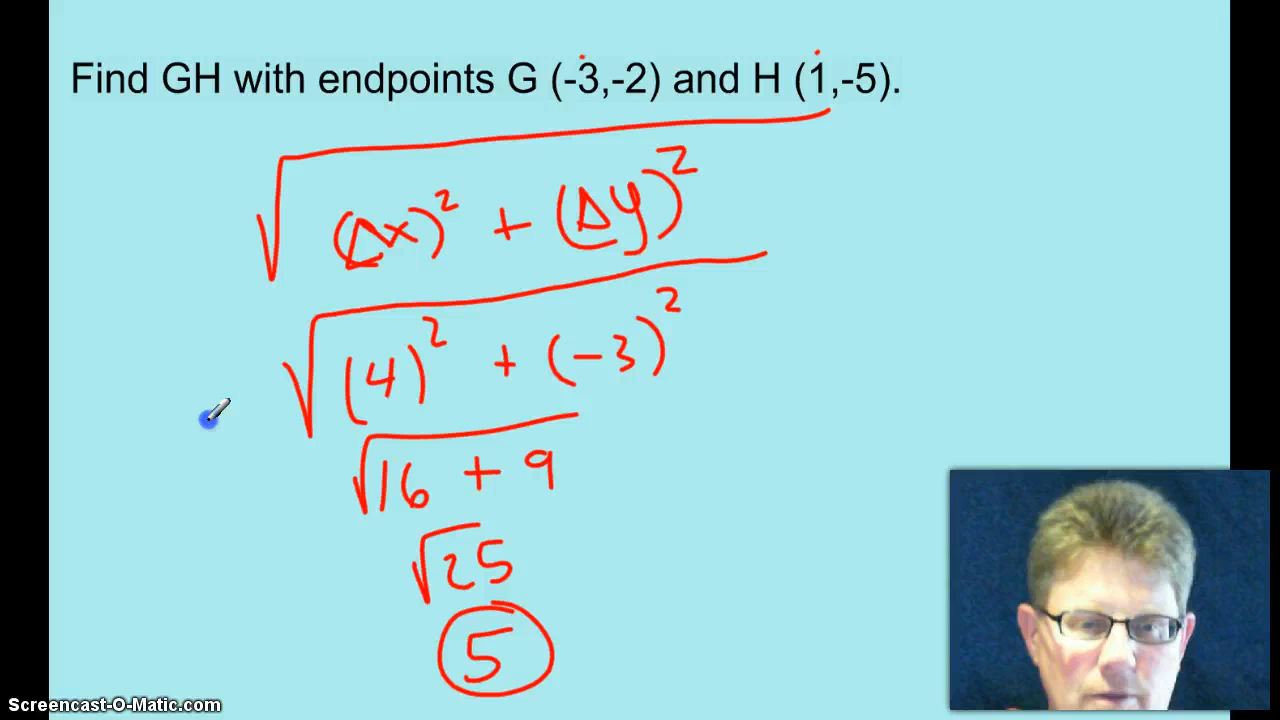 Find GH with endpoints G (-3,-2) and H (1,-5).
√(Δx)² + (Δy)²
√(4)² + (-3)²
√16 + 9
√25
5
Screencast-O-Matic.com